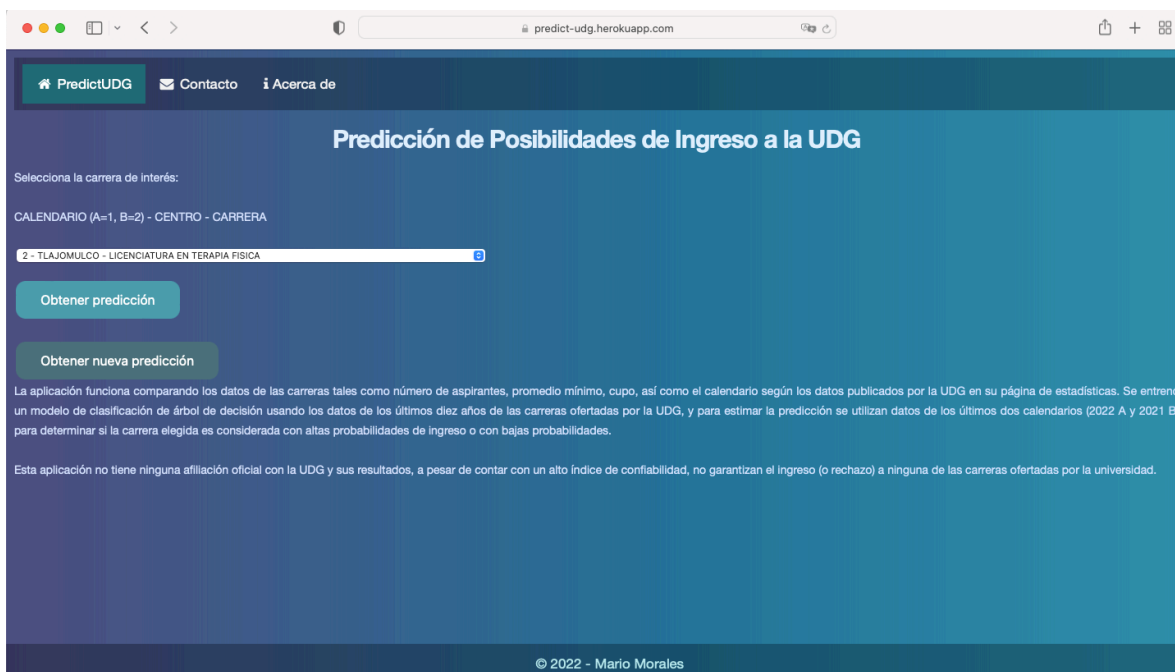 predict-udg.herokuapp.com
PredictUDG Contacto Acerca de
Predicción de Posibilidades de Ingreso a la UDG
Selecciona la carrera de interés:
CALENDARIO (A=1, B=2) - CENTRO - CARRERA
2 - TLAJOMULCO - LICENCIATURA EN TERAPIA FISICA
Obtener predicción
Obtener nueva predicción
La aplicación funciona comparando los datos de las carreras tales como número de aspirantes, promedio mínimo, cupo, así como el calendario según los datos publicados por la UDG en su página de estadísticas. Se entrenó
un modelo de clasificación de árbol de decisión usando los datos de los últimos diez años de las carreras ofertadas por la UDG, y para estimar la predicción se utilizan datos de los últimos dos calendarios (2022 A y 2021 B
para determinar si la carrera elegida es considerada con altas probabilidades de ingreso o con bajas probabilidades.
Esta aplicación no tiene ninguna afiliación oficial con la UDG y sus resultados, a pesar de contar con un alto índice de confiabilidad, no garantizan el ingreso (o rechazo) a ninguna de las carreras ofertadas por la universidad.
© 2022 - Mario Morales